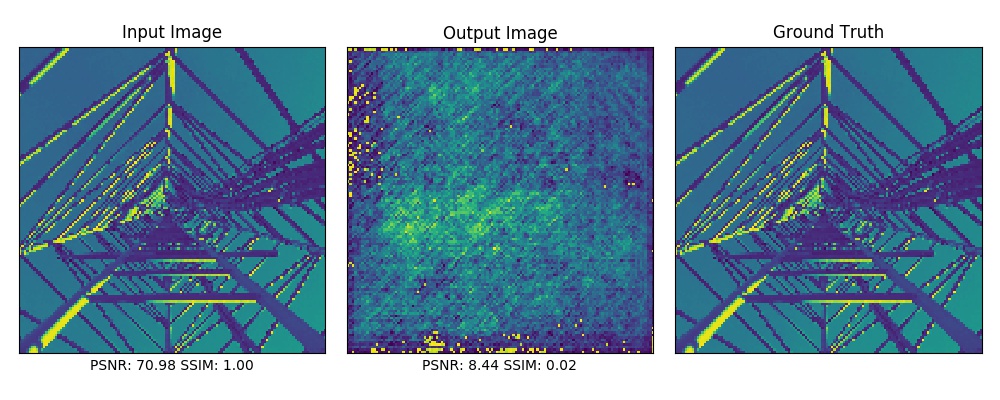 Input Image
Output Image
Ground Truth
PSNR: 70.98 SSIM: 1.00
PSNR: 8.44 SSIM: 0.02